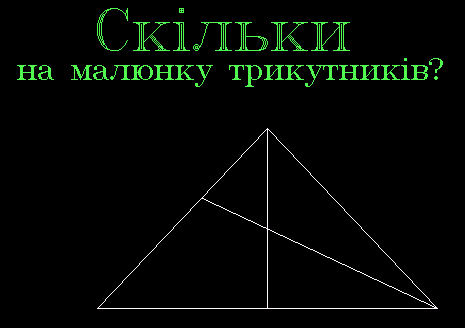 Скільки
на малюнку трикутників?